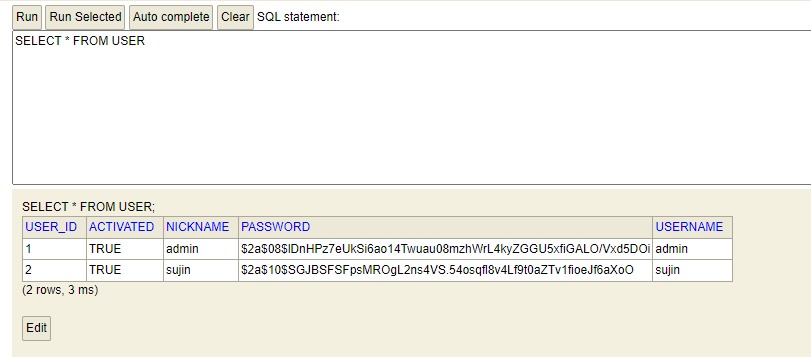 Run Run Selected Auto complete Clear SQL statement:
SELECT * FROM USER
SELECT * FROM USER;
USER_ID ACTIVATED NICKNAME PASSWORD USERNAME
1 TRUE admin $2a$08$lDnHPz7eUkSi6ao14Twuau08mzhWrL4kyZGGU5xfiGALO/Vxd5DOi admin
2 TRUE sujin $2a$10$SGJBSFSFpsMROgL2ns4VS.54osqfl8v4Lf9t0aZTv1fioeJf6aXoO sujin
(2 rows, 3 ms)
Edit